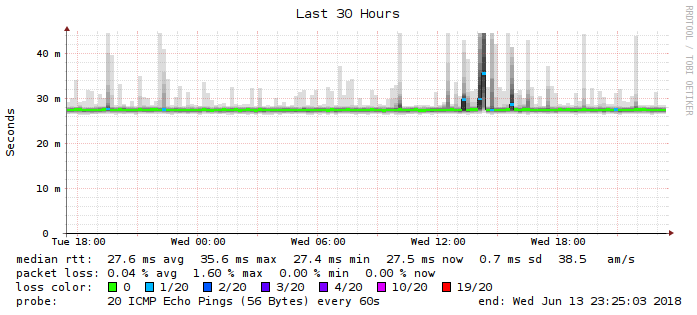 Last 30 Hours
RRDTOOL / TOBI OETIKER
Seconds
40 m
30 m
20 m
10 m
0
Tue 18:00 Wed 00:00 Wed 06:00 Wed 12:00 Wed 18:00
median rtt: 27.6 ms avg 35.6 ms max 27.4 ms min 27.5 ms now 0.7 ms sd 38.5 am/s
packet loss: 0.04 % avg 1.60 % max 0.00 % min 0.00 % now
loss color: 0 1/20 2/20 3/20 4/20 10/20 19/20
probe: 20 ICMP Echo Pings (56 Bytes) every 60s end: Wed Jun 13 23:25:03 2018